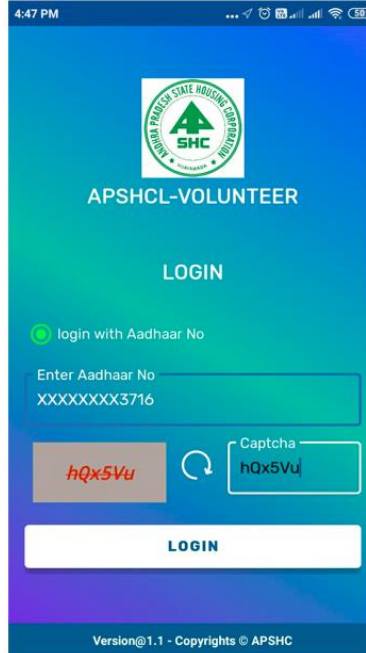 4:47 PM
ANDHRA PRADESH STATE HOUSING CORPORATION
SHC
APSHCL-VOLUNTEER
LOGIN
login with Aadhaar No
Enter Aadhaar No
XXXXXXXX3716
Captcha
hQx5Vu
hQx5Vu
LOGIN
Version@1.1 - Copyrights © APSHC